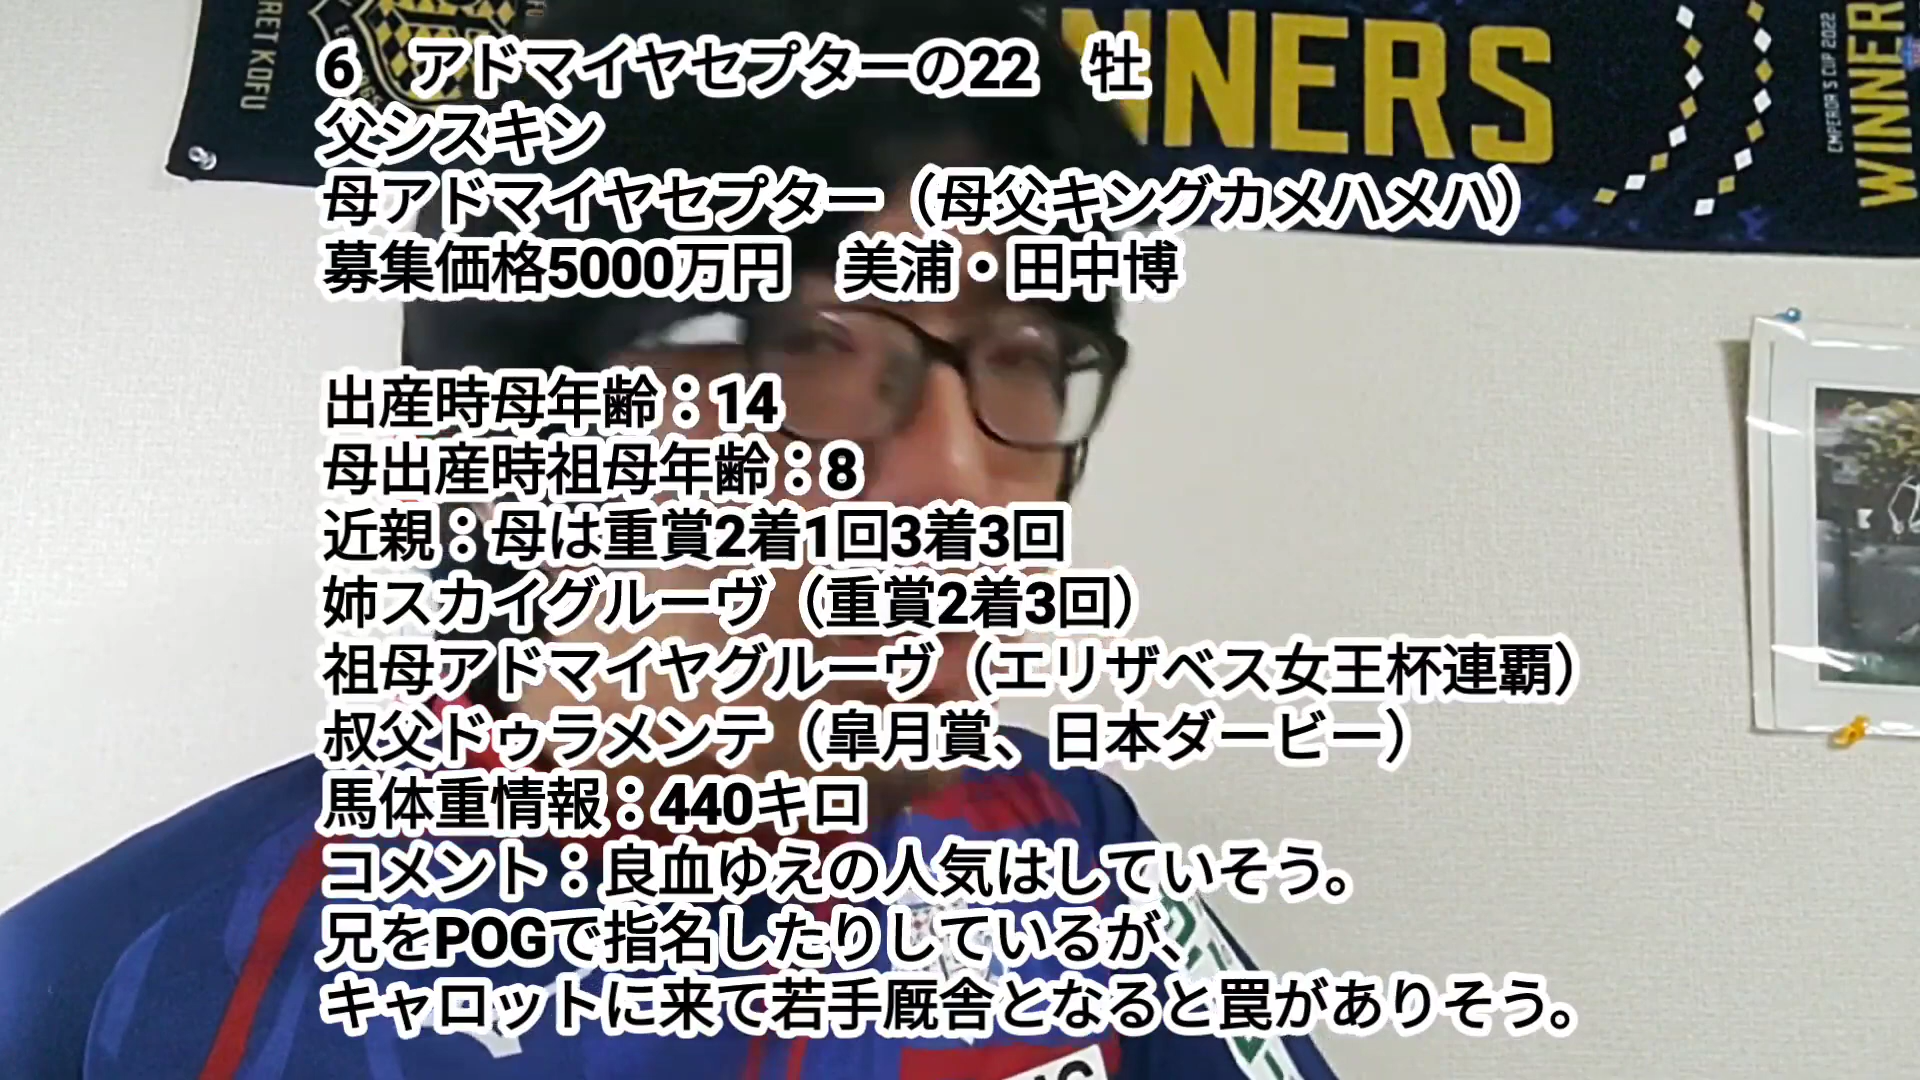 6　アドマイヤセプターの22　牡
父シスキン
母アドマイヤセプター（母父キングカメハメハ）
募集価格5000万円　美浦・田中博
出産時母年齢：14
母出産時祖母年齢：8
近親：母は重賞2着1回3着3回
姉スカイグルーヴ（重賞2着3回）
祖母アドマイヤグルーヴ（エリザベス女王杯連覇）
叔父ドゥラメンテ（皐月賞、日本ダービー）
馬体重情報：440キロ
コメント：良血ゆえの人気はしていそう。
兄をPOGで指名したりしているが、
キャロットに来て若手厩舎となると罠がありそう。
NNERS
EMPEROR'S CUP 2022
WINNER
RET KOFU